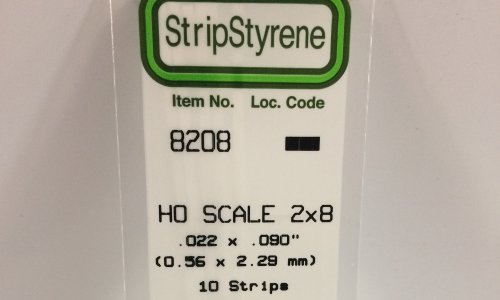 StripStyrene
Item No. Loc. Code
8208
HO SCALE 2x8
.022 x .090"
(0.56 x 2.29 mm)
10 Strips